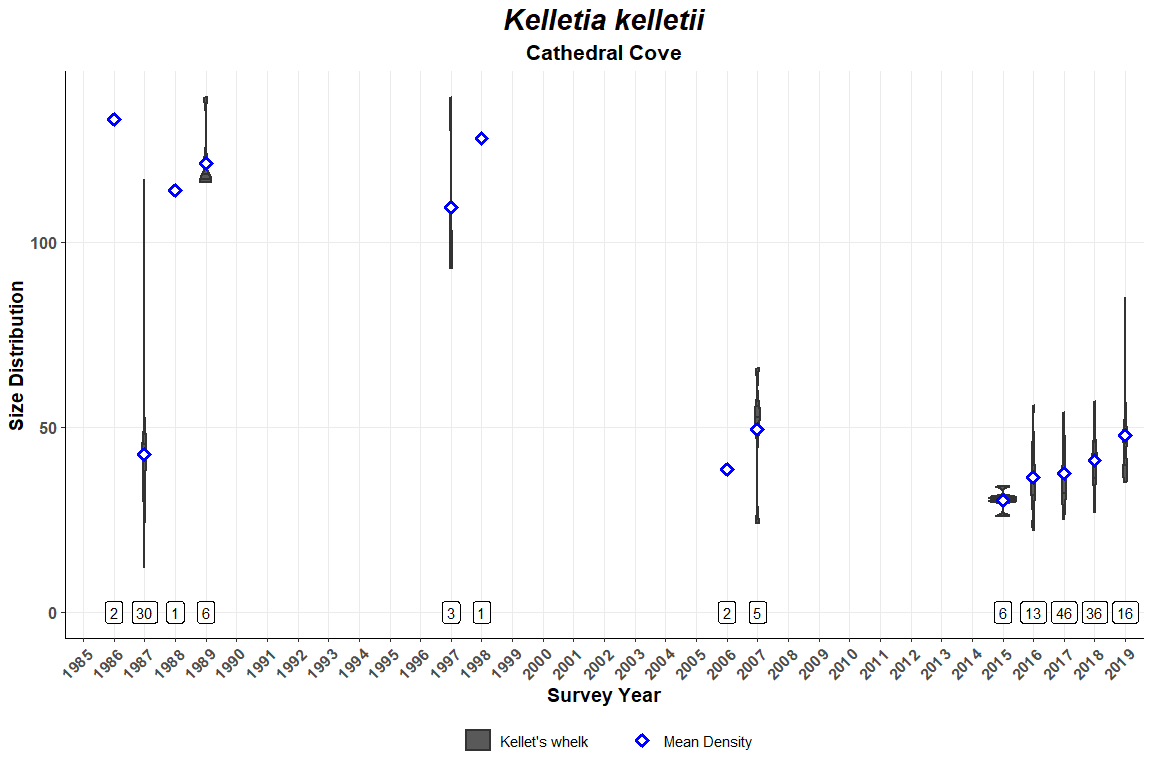 Kelletia kelletii
Cathedral Cove
Size Distribution
100
50
0
2 30 1 6 3 1 2 5 6 13 46 36 16
1985 1986 1987 1988 1989 1990 1991 1992 1993 1994 1995 1996 1997 1998 1999 2000 2001 2002 2003 2004 2005 2006 2007 2008 2009 2010 2011 2012 2013 2014 2015 2016 2017 2018 2019
Survey Year
Kellet's whelk Mean Density